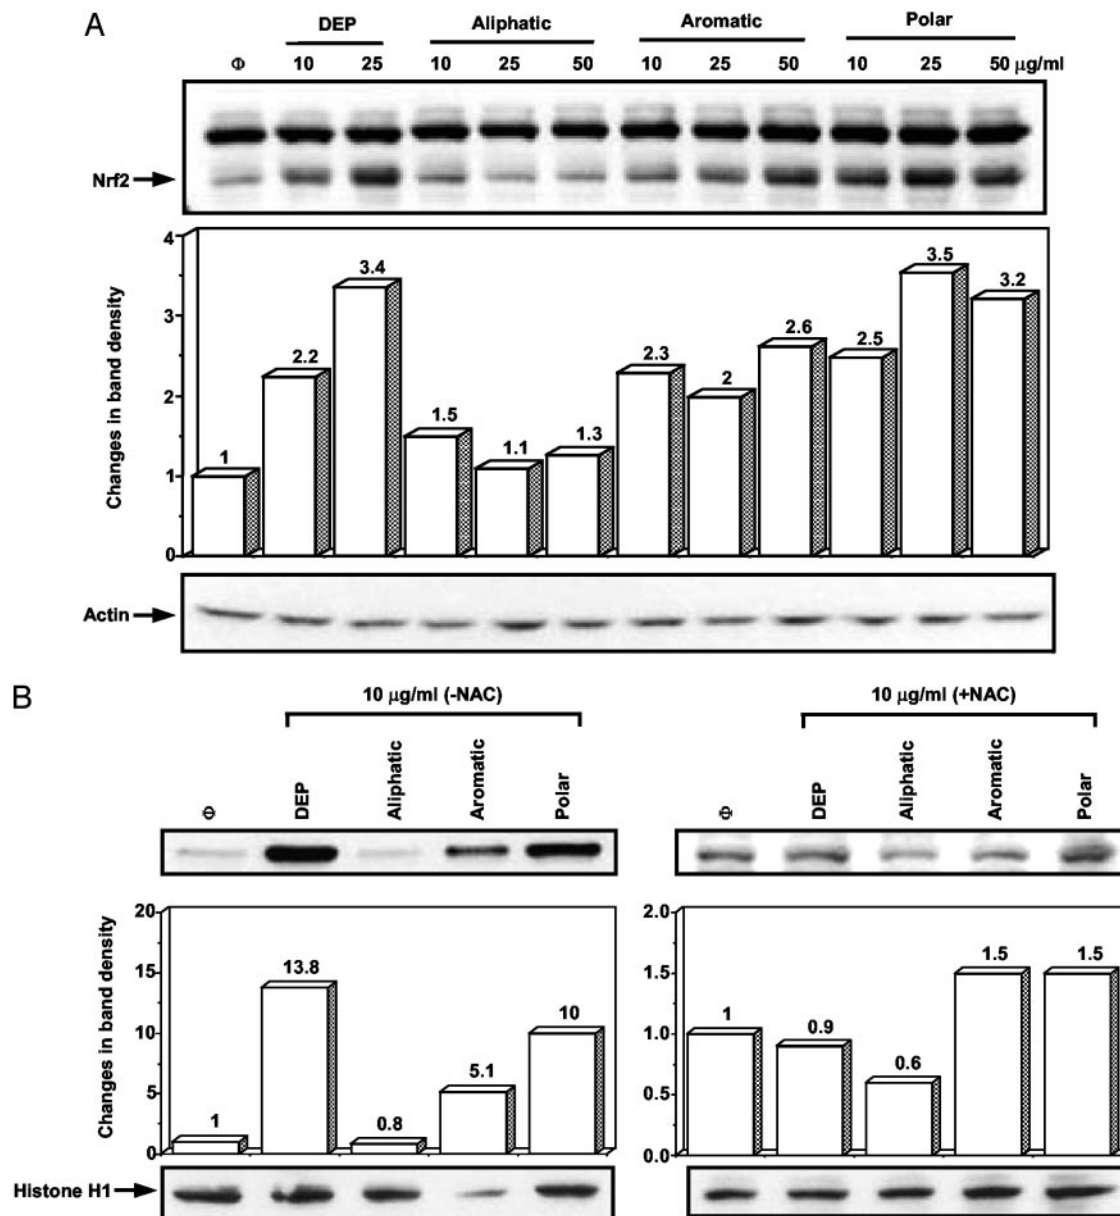 A
DEP Aliphatic Aromatic Polar
Φ 10 25 10 25 50 10 25 50 10 25 50 μg/ml
Nrf2
Changes in band density
4
3
2
1
0
1 2.2 3.4 1.5 1.1 1.3 2.3 2 2.6 2.5 3.5 3.2
Actin
B
10 μg/ml (-NAC)
Φ DEP Aliphatic Aromatic Polar
Changes in band density
20
15
10
5
0
1 13.8 0.8 5.1 10
Histone H1
10 μg/ml (+NAC)
Φ DEP Aliphatic Aromatic Polar
2.0
1.5
1.0
0.5
0.0
1 0.9 0.6 1.5 1.5